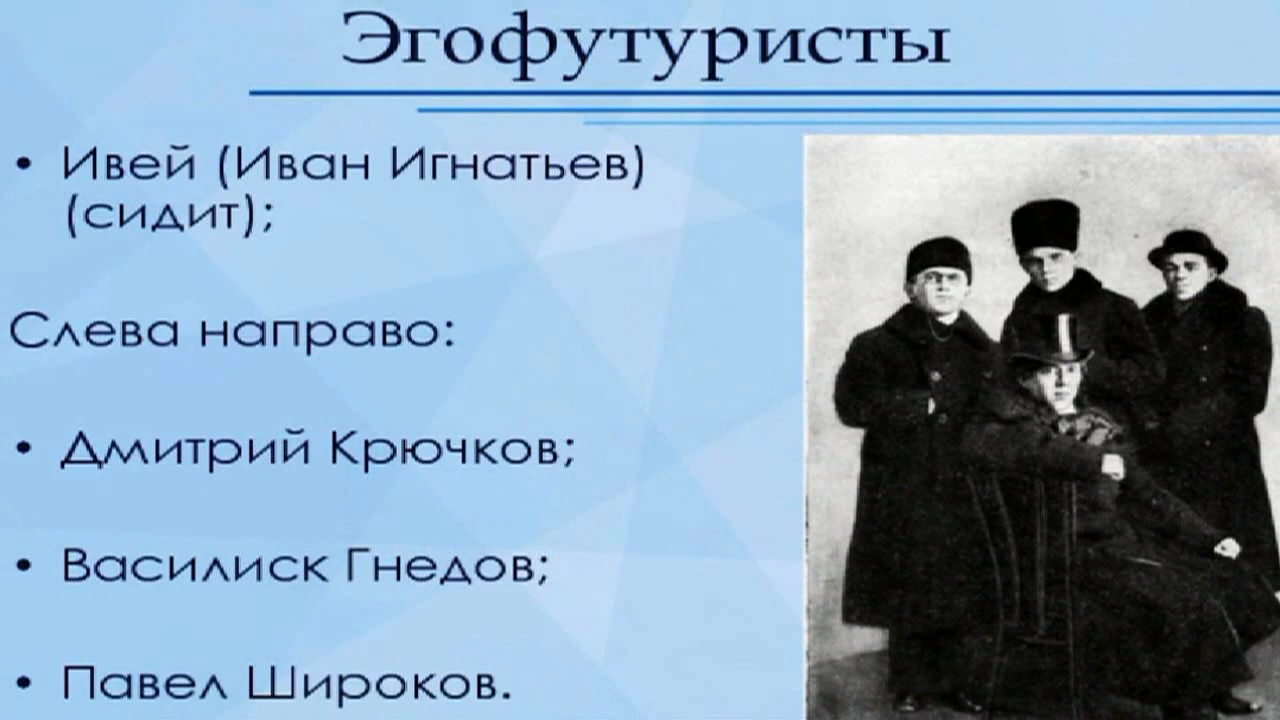 Эгофутуристы
• Ивей (Иван Игнатьев)
(сидит);
Слева направо:
• Дмитрий Крючков;
• Василиск Гнедов;
• Павел Широков.